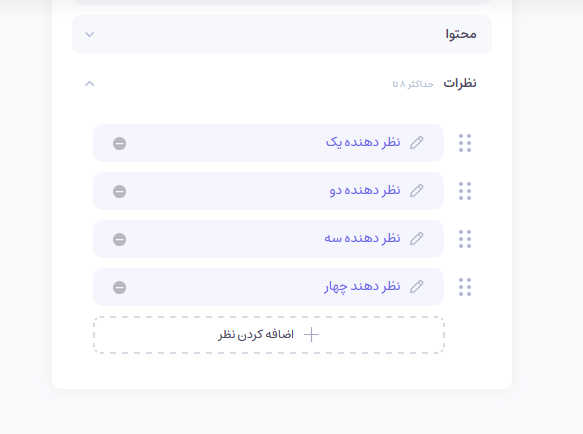 محتوا
نظرات حداکثر ۸ تا
نظر دهنده یک
نظر دهنده دو
نظر دهنده سه
نظر دهند چهار
اضافه کردن نظر